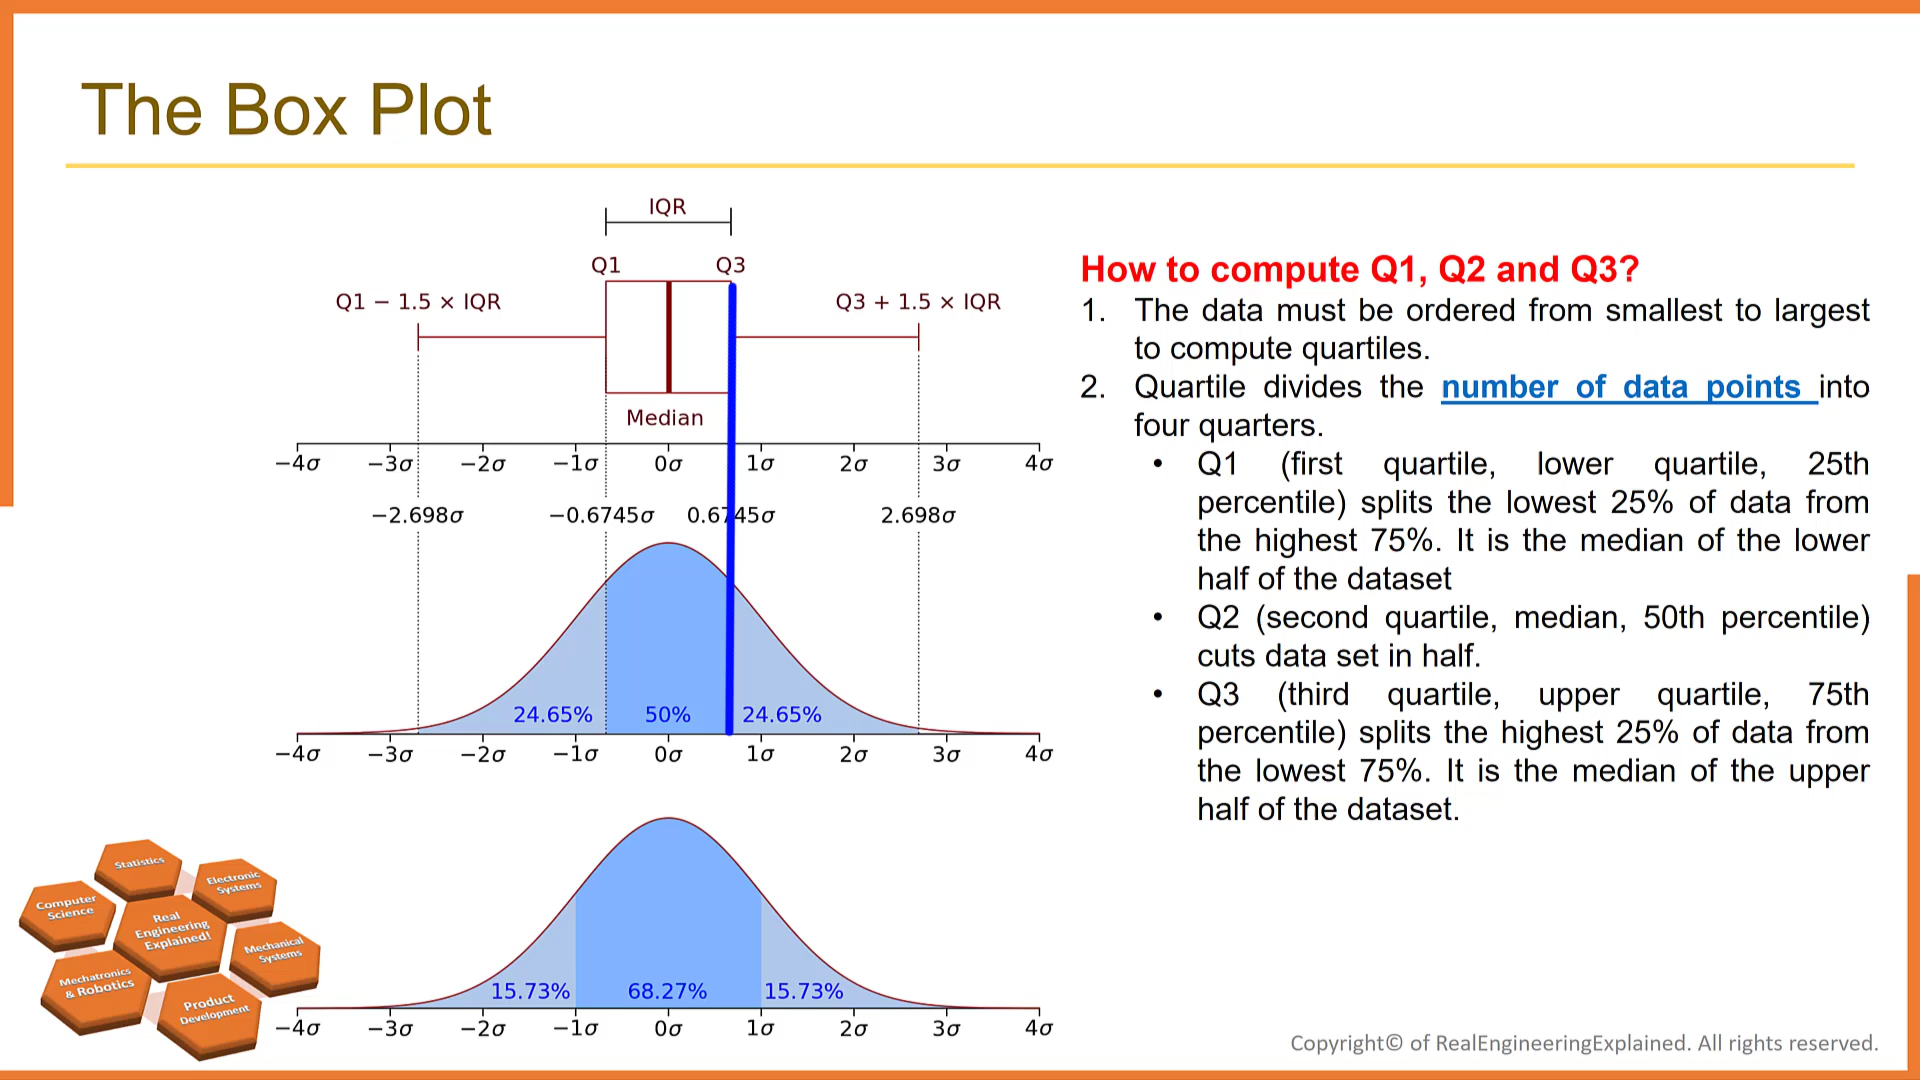 The Box Plot
IQR
Q1
Q3
Q1 − 1.5 × IQR
Q3 + 1.5 × IQR
Median
−4σ −3σ −2σ −1σ 0σ 1σ 2σ 3σ 4σ
−2.698σ −0.6745σ 0.6745σ 2.698σ
24.65% 50% 24.65%
−4σ −3σ −2σ −1σ 0σ 1σ 2σ 3σ 4σ
15.73% 68.27% 15.73%
−4σ −3σ −2σ −1σ 0σ 1σ 2σ 3σ 4σ
How to compute Q1, Q2 and Q3?
1. The data must be ordered from smallest to largest
to compute quartiles.
2. Quartile divides the number of data points into
four quarters.
• Q1 (first quartile, lower quartile, 25th
percentile) splits the lowest 25% of data from
the highest 75%. It is the median of the lower
half of the dataset
• Q2 (second quartile, median, 50th percentile)
cuts data set in half.
• Q3 (third quartile, upper quartile, 75th
percentile) splits the highest 25% of data from
the lowest 75%. It is the median of the upper
half of the dataset.
Statistics
Electronic
Systems
Computer
Science
Real
Engineering
Explained!
Mechanical
Systems
Mechatronics
& Robotics
Product
Development
Copyright© of RealEngineeringExplained. All rights reserved.